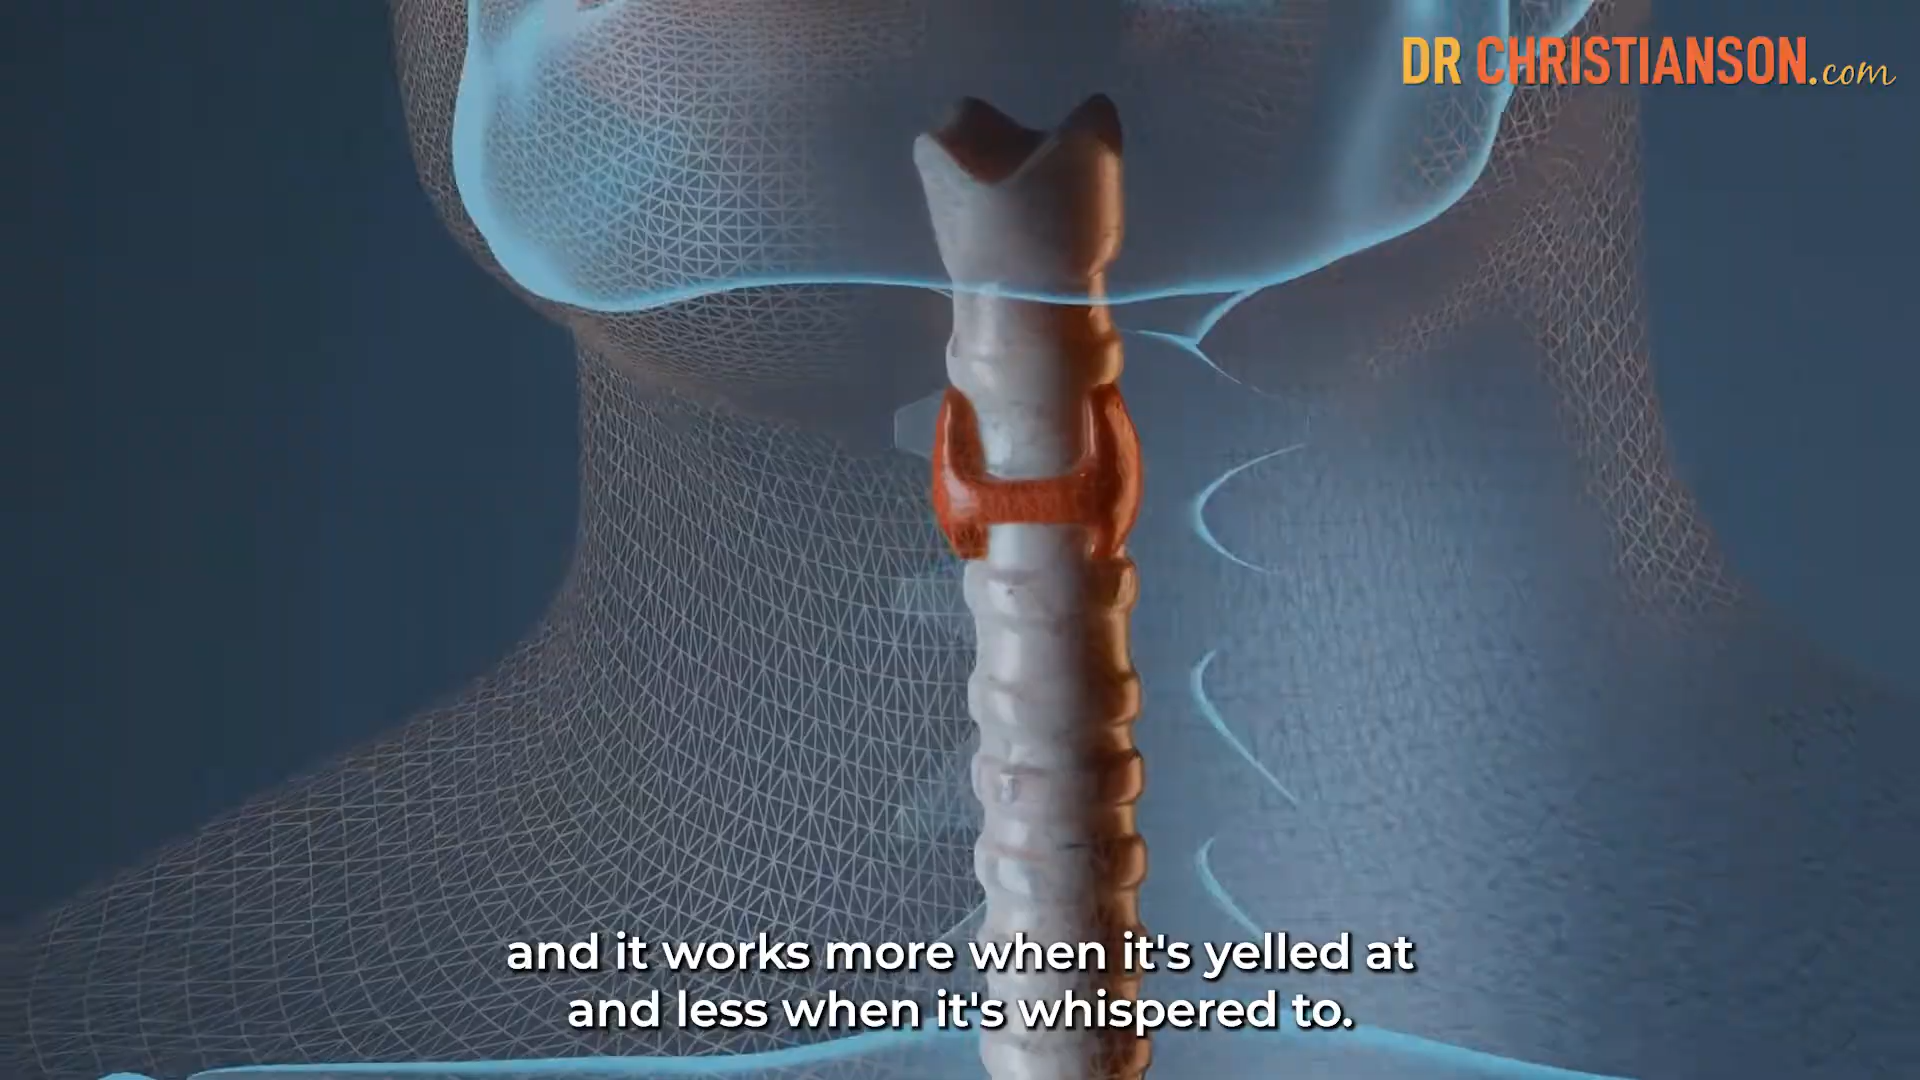 DR CHRISTIANSON.com
and it works more when it's yelled at
and less when it's whispered to.